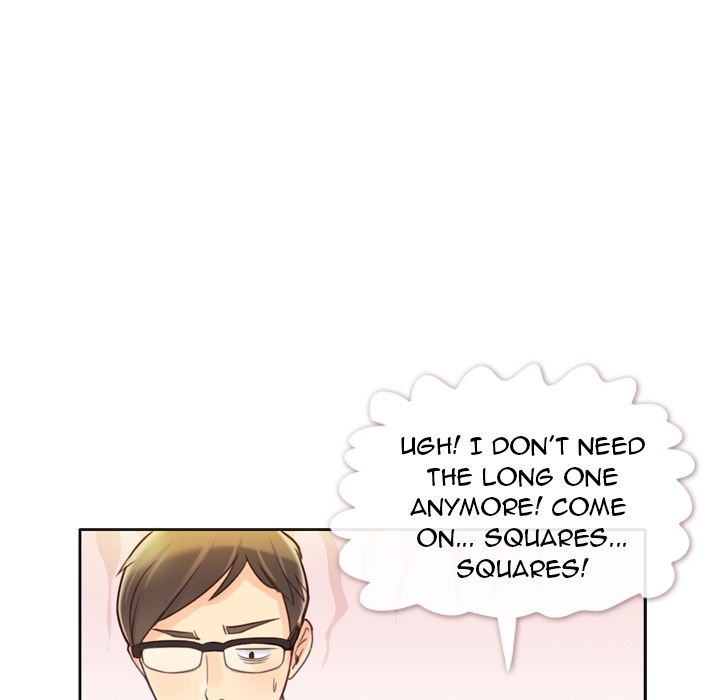 UGH! I DON'T NEED
THE LONG ONE
ANYMORE! COME
ON... SQUARES...
SQUARES!